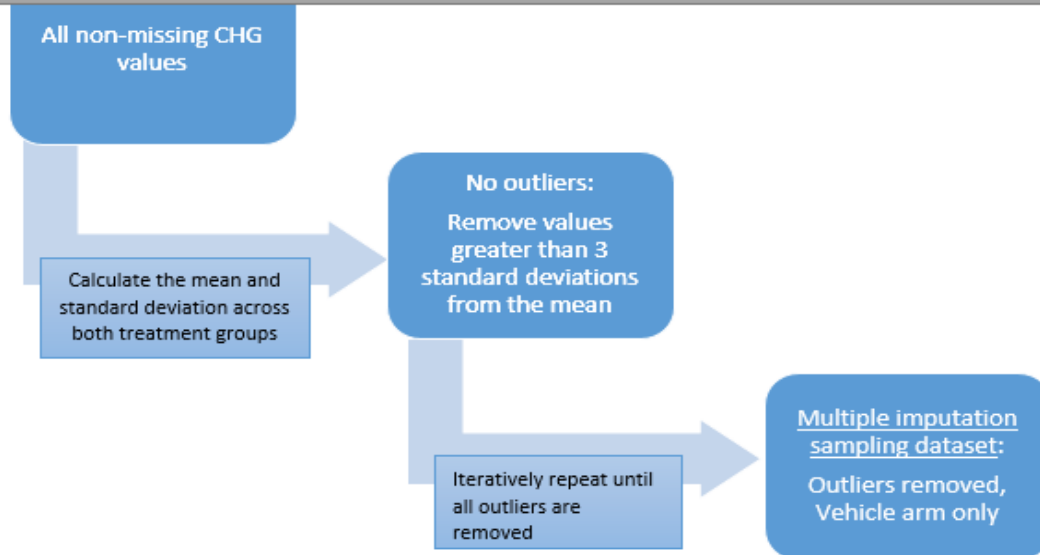 All non-missing CHG
values
No outliers:
Remove values
greater than 3
standard deviations
from the mean
Calculate the mean and
standard deviation across
both treatment groups
Multiple imputation
sampling dataset:
Outliers removed,
Vehicle arm only
Iteratively repeat until
all outliers are
removed